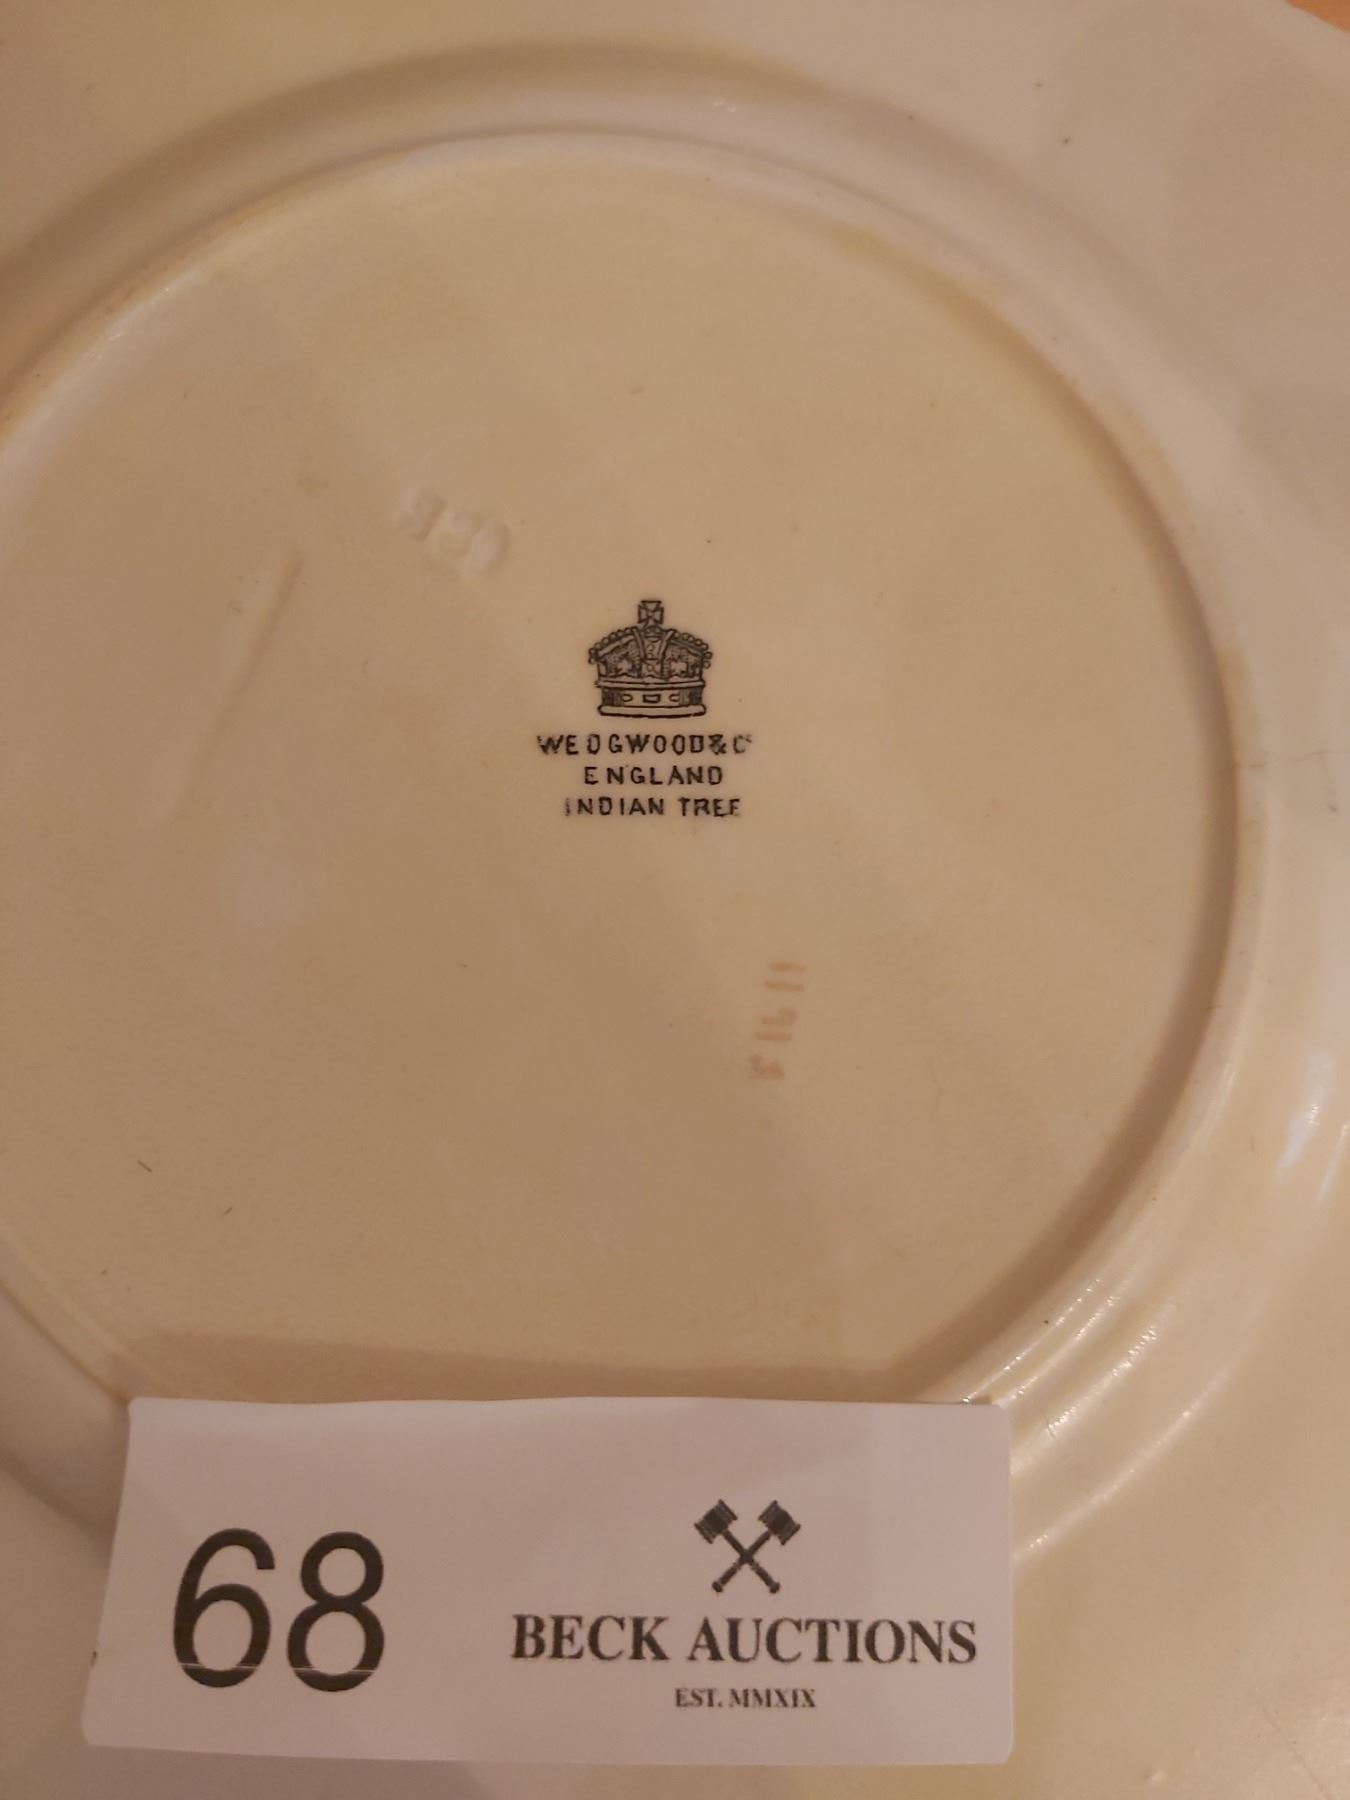 WEDGWOOD & Co
ENGLAND
INDIAN TREE
68
BECK AUCTIONS
EST. MMXIX